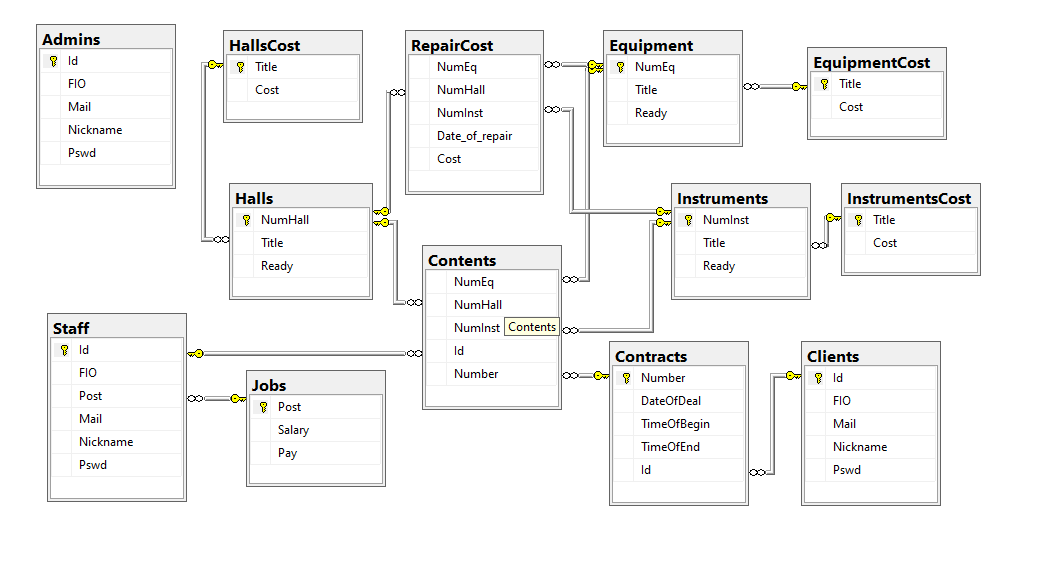 Admins
Id
FIO
Mail
Nickname
Pswd
HallsCost
Title
Cost
RepairCost
NumEq
NumHall
NumInst
Date_of_repair
Cost
Equipment
NumEq
Title
Ready
EquipmentCost
Title
Cost
Halls
NumHall
Title
Ready
Contents
NumEq
NumHall
NumInst
Contents
Id
Number
Instruments
NumInst
Title
Ready
InstrumentsCost
Title
Cost
Staff
Id
FIO
Post
Mail
Nickname
Pswd
Jobs
Post
Salary
Pay
Contracts
Number
DateOfDeal
TimeOfBegin
TimeOfEnd
Id
Clients
Id
FIO
Mail
Nickname
Pswd